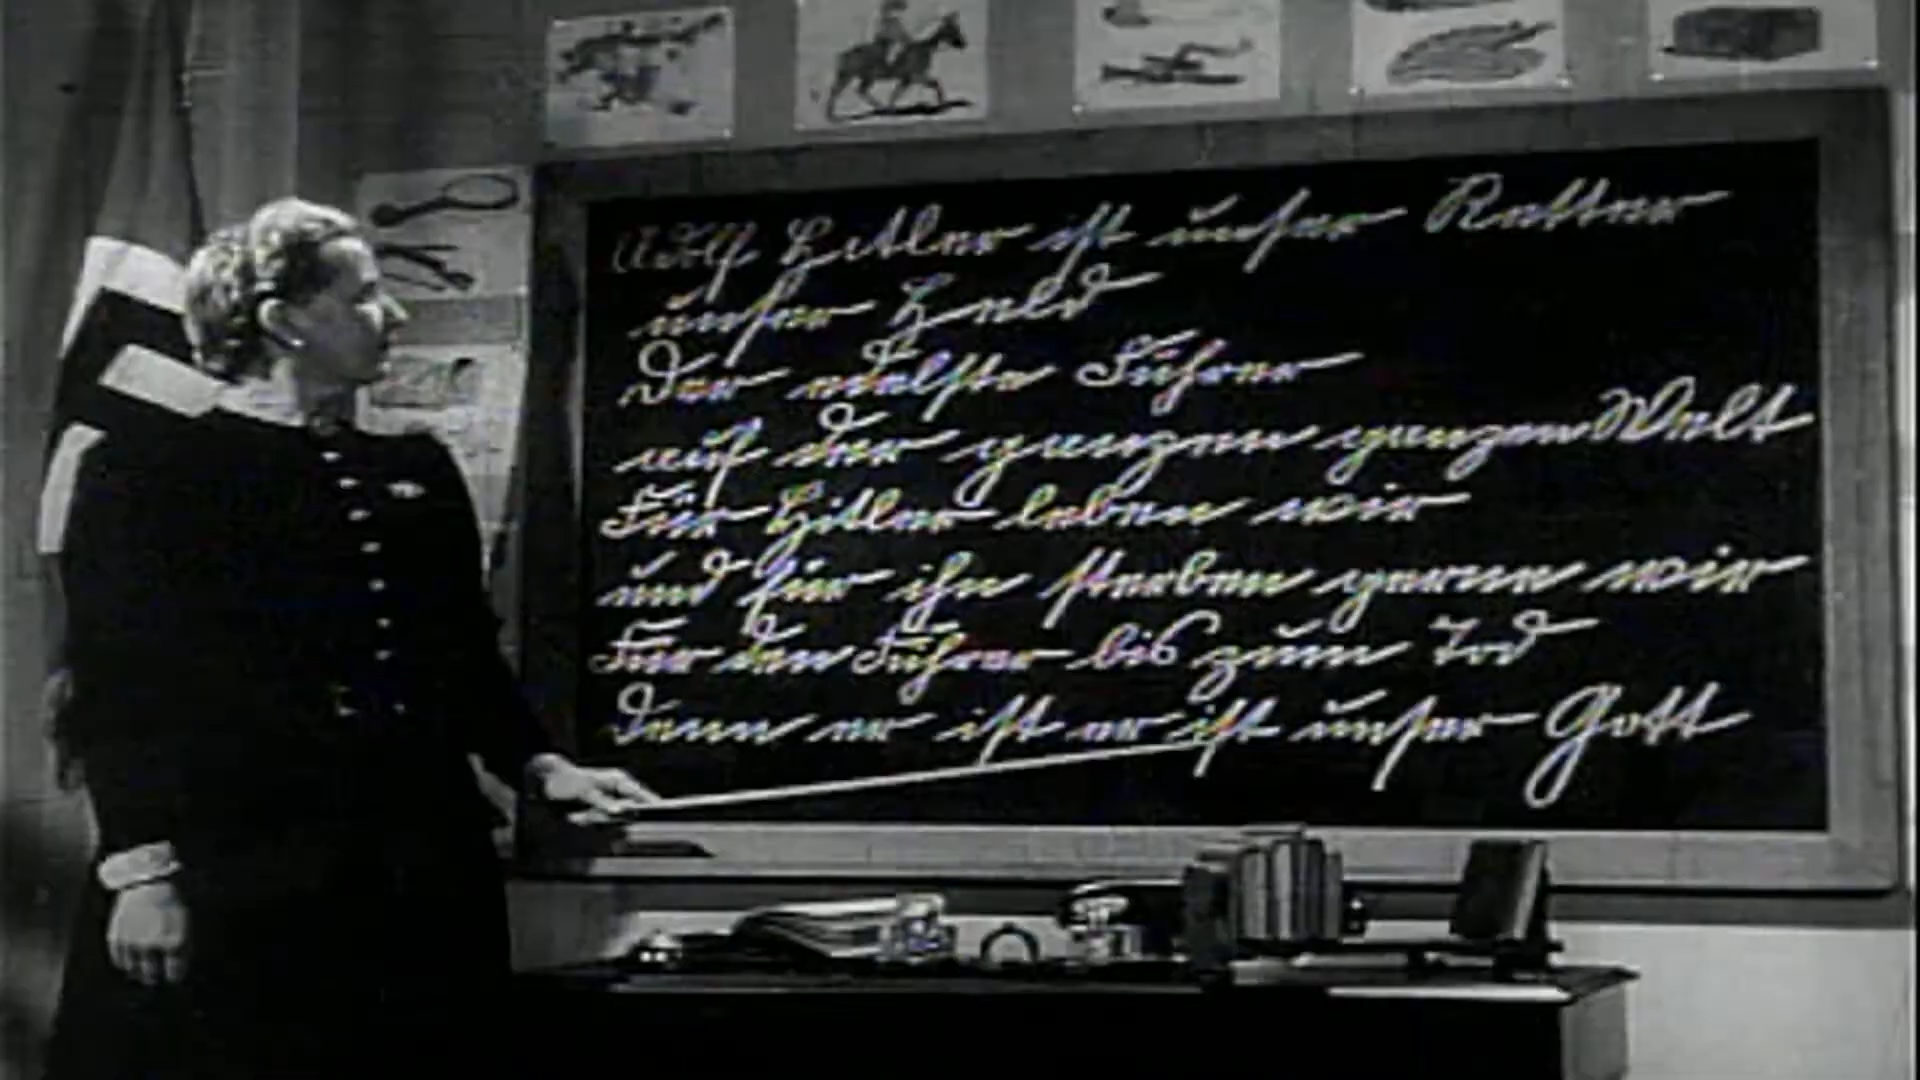 Adolf Hitler ist unser Retter
unser Held
Der edelste Führer
auf der ganzen ganzen Welt
Für Hitler leben wir
und für ihn sterben gerne wir
Für den Führer bis zum Tod
Denn er ist er ist unser Gott